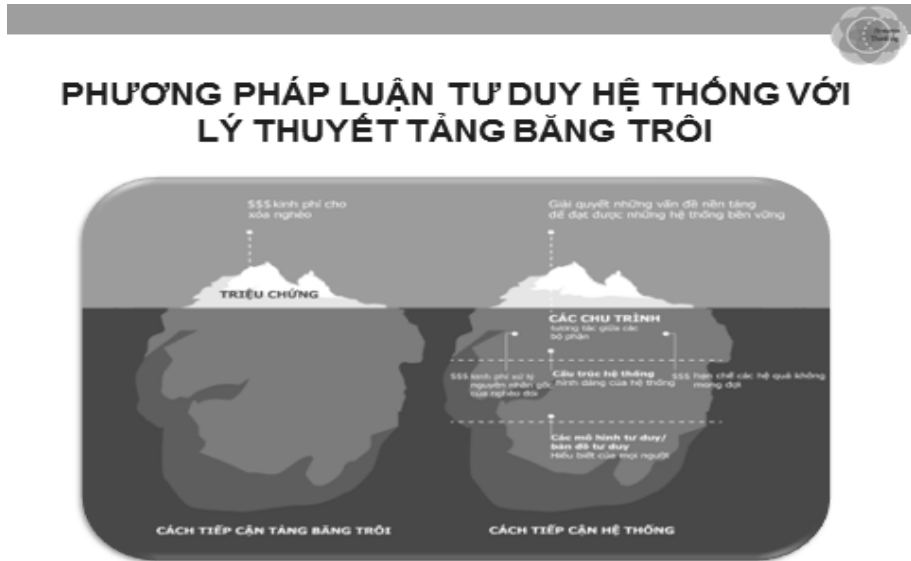 Systems
Thinking
PHƯƠNG PHÁP LUẬN TƯ DUY HỆ THỐNG VỚI
LÝ THUYẾT TẢNG BĂNG TRÔI
$$$ kinh phí cho
xóa nghèo
TRIỆU CHỨNG
CÁCH TIẾP CẬN TẢNG BĂNG TRÔI
Giải quyết những vấn đề nền tảng
để đạt được những hệ thống bền vững
CÁC CHU TRÌNH
tương tác giữa các
bộ phận
$$$ kinh phí xử lý
nguyên nhân gốc
của nghèo đói
Cấu trúc hệ thống
hình dáng của hệ thống
$$$ hạn chế các hệ quả không
mong đợi
Các mô hình tư duy/
bản đồ tư duy
Hiểu biết của mọi người
CÁCH TIẾP CẬN HỆ THỐNG